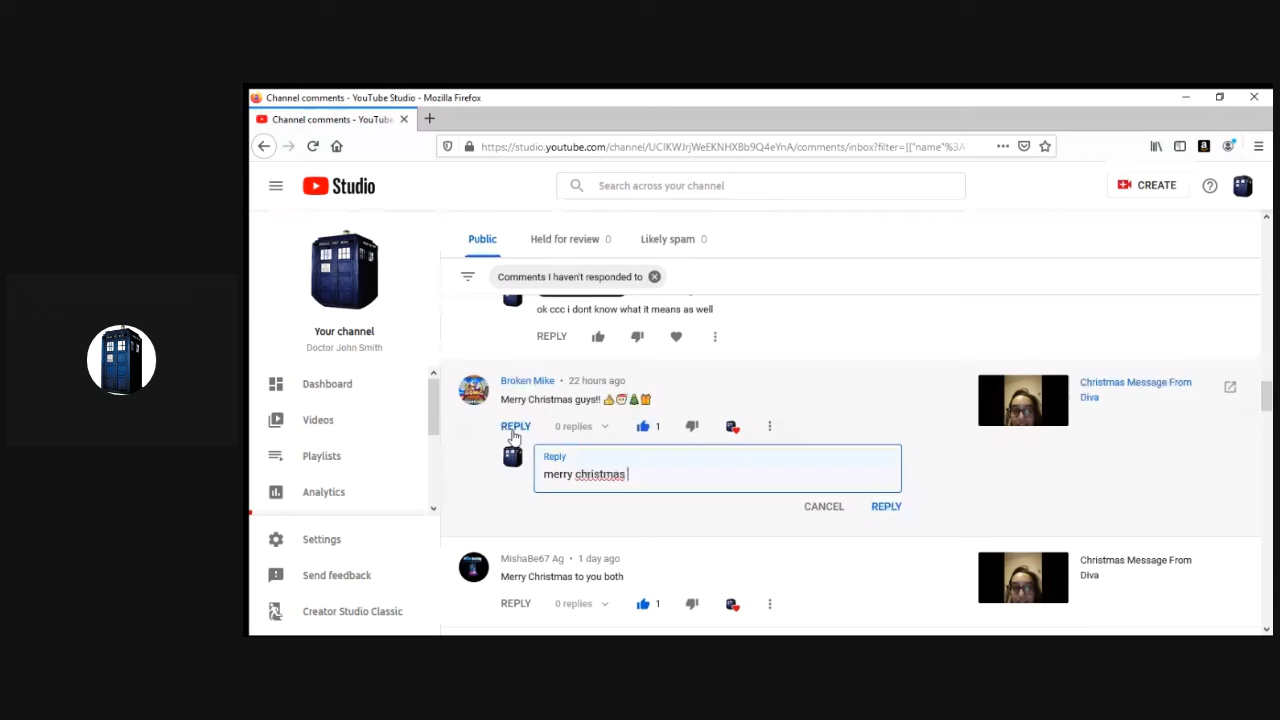 Channel comments - YouTube Studio - Mozilla Firefox
Channel comments - YouTube
https://studio.youtube.com/channel/UCIKWJrjWeEKNHXBb9Q4eYnA/comments/inbox?filter=[{"name"%3A
Studio
Search across your channel
CREATE
Public
Held for review 0
Likely spam 0
Comments I haven't responded to
ok ccc i dont know what it means as well
REPLY
Your channel
Doctor John Smith
Dashboard
Videos
Playlists
Analytics
Settings
Send feedback
Creator Studio Classic
Broken Mike • 22 hours ago
Merry Christmas guys!! 👍🎅🎄🎁
REPLY 0 replies 1
Reply
merry christmas
CANCEL REPLY
Christmas Message From
Diva
MishaBe67 Ag • 1 day ago
Merry Christmas to you both
REPLY 0 replies 1
Christmas Message From
Diva